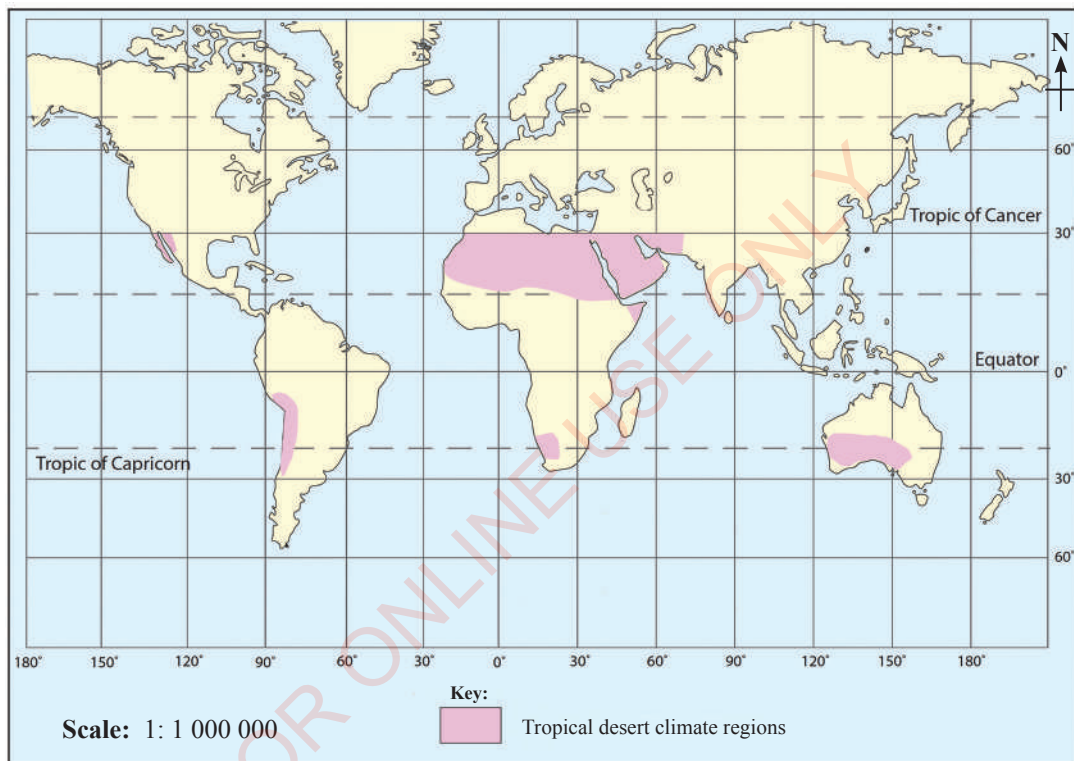 N
60˚
Tropic of Cancer
30˚
Equator
0˚
Tropic of Capricorn
30˚
60˚
180˚ 150˚ 120˚ 90˚ 60˚ 30˚ 0˚ 30˚ 60˚ 90˚ 120˚ 150˚ 180˚
Key:
Scale: 1: 1 000 000
Tropical desert climate regions
OR ONLINE USE ONLY